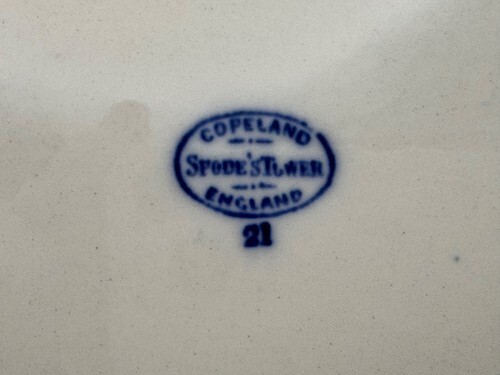 COPELAND
SPODE'S TOWER
ENGLAND
21